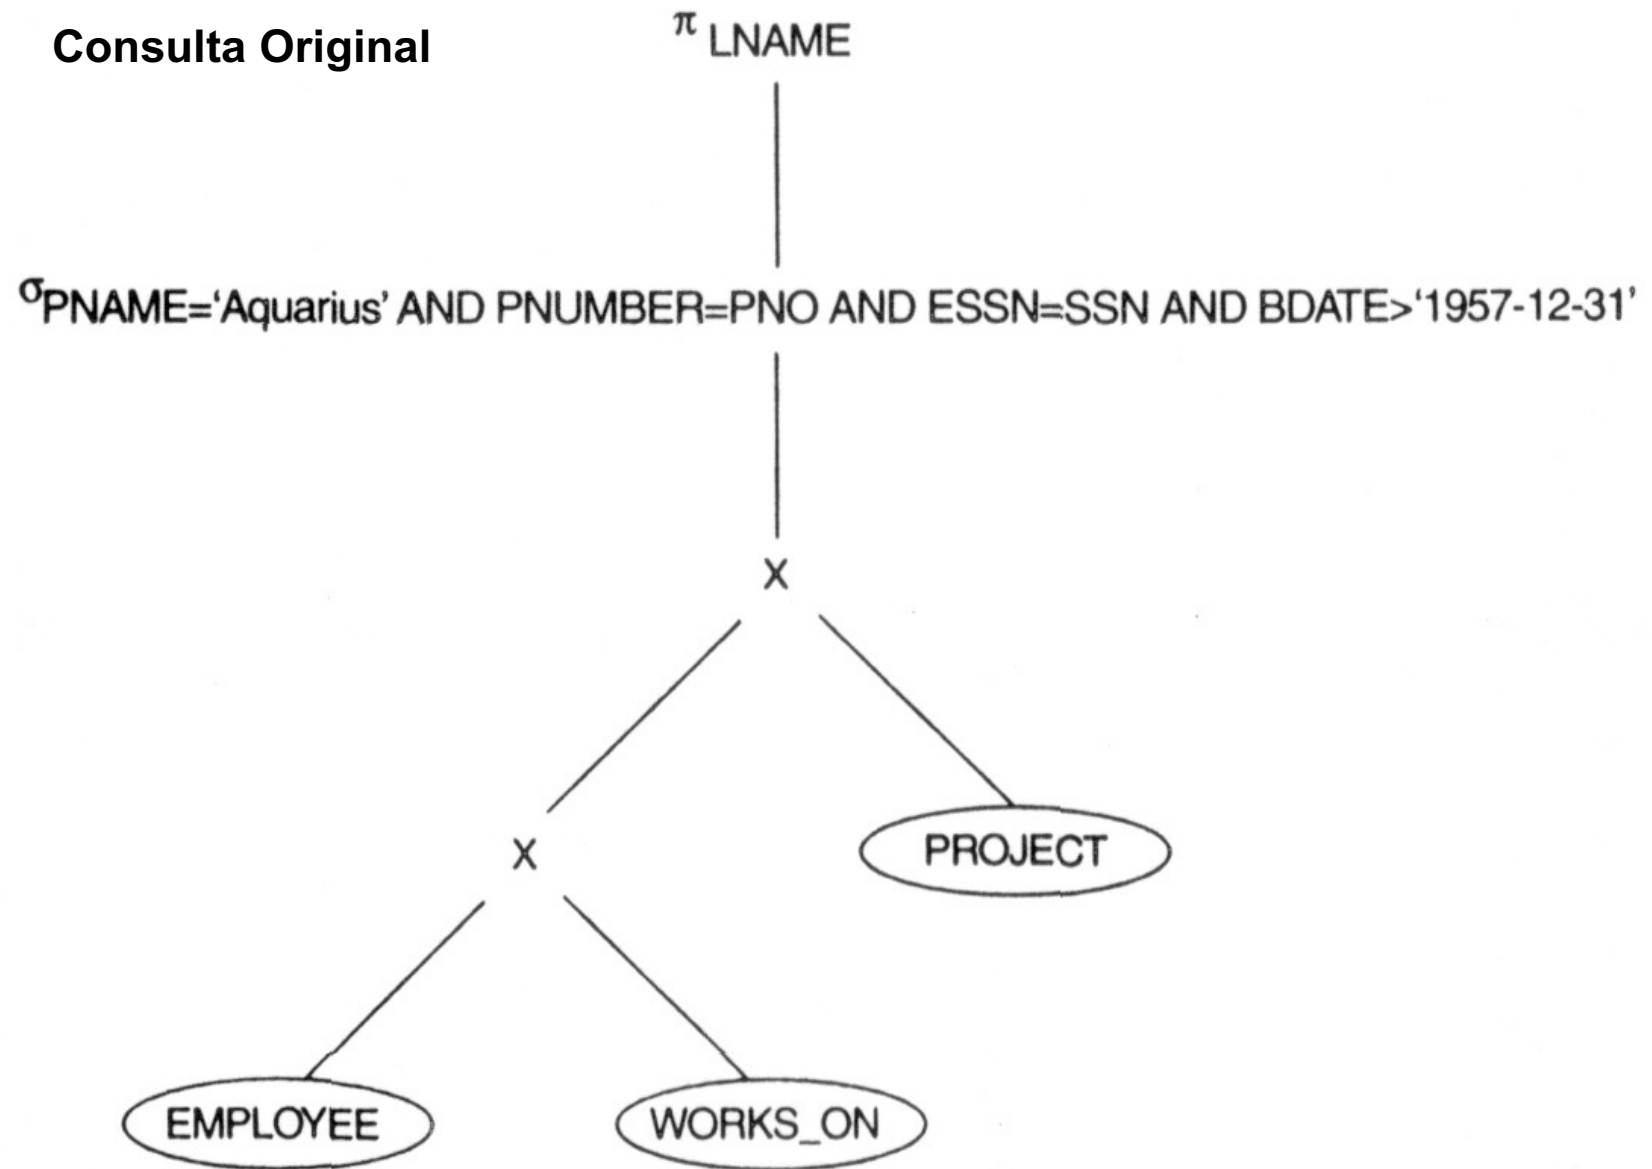 Consulta Original
π LNAME
σPNAME=‘Aquarius’ AND PNUMBER=PNO AND ESSN=SSN AND BDATE>‘1957-12-31’
X
X
PROJECT
EMPLOYEE
WORKS_ON